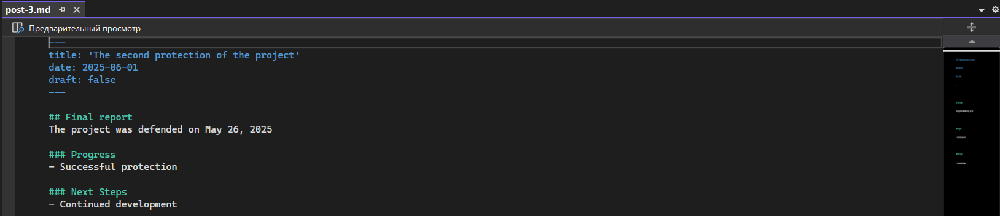 post-3.md
Предварительный просмотр
---
title: 'The second protection of the project'
date: 2025-06-01
draft: false
---
## Final report
The project was defended on May 26, 2025
### Progress
- Successful protection
### Next Steps
- Continued development